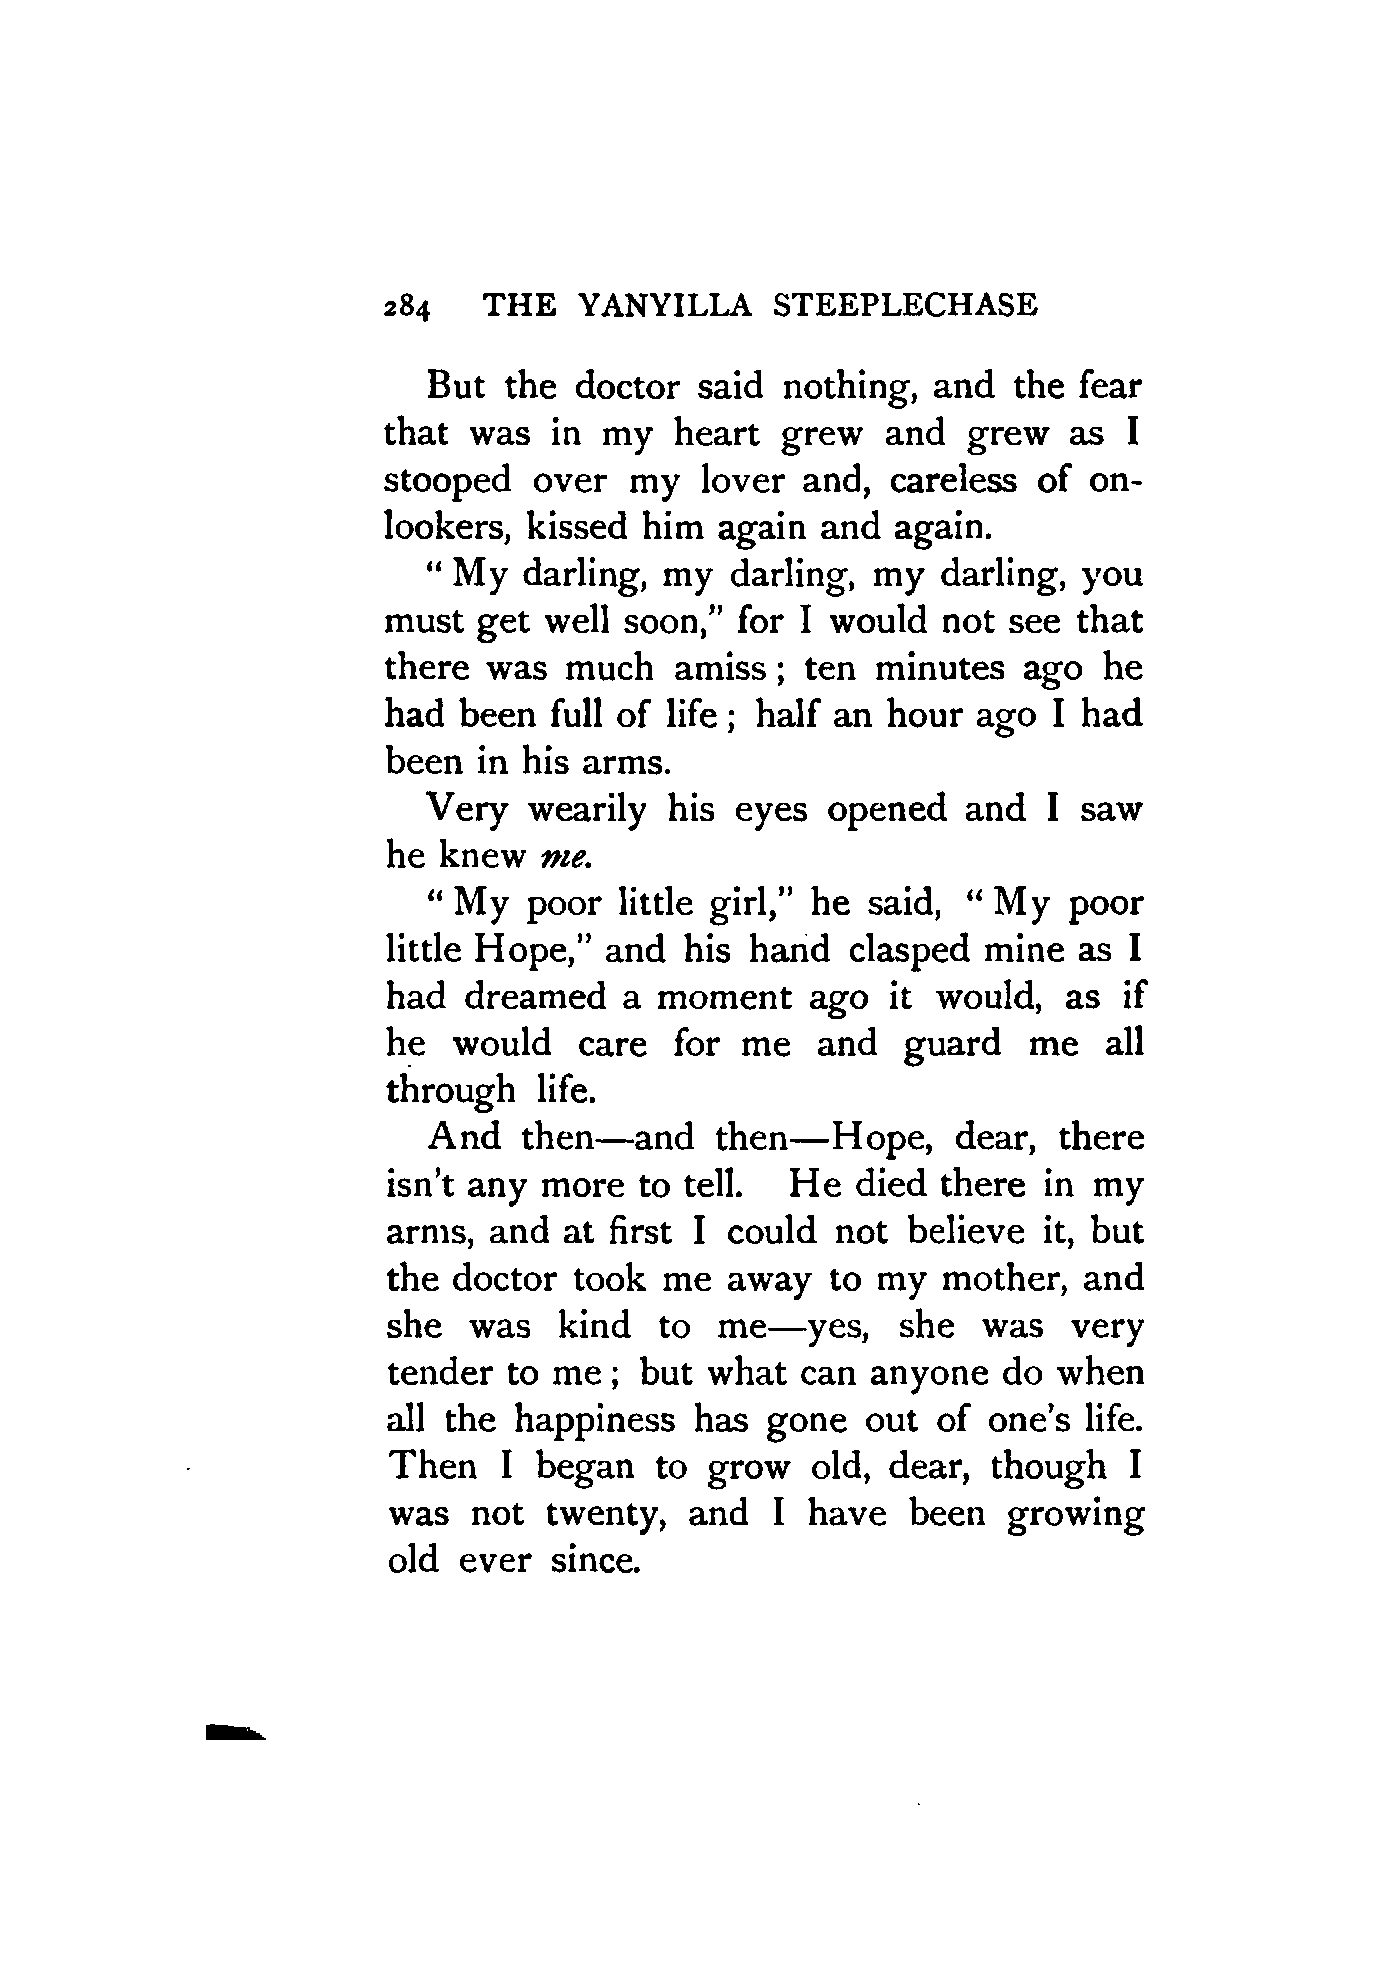 284 THE YANYILLA STEEPLECHASE
But the doctor said nothing, and the fear
that was in my heart grew and grew as I
stooped over my lover and, careless of on-
lookers, kissed him again and again.
" My darling, my darling, my darling, you
must get well soon," for I would not see that
there was much amiss ; ten minutes ago he
had been full of life ; half an hour ago I had
been in his arms.
Very wearily his eyes opened and I saw
he knew me.
" My poor little girl," he said, " My poor
little Hope," and his hand clasped mine as I
had dreamed a moment ago it would, as if
he would care for me and guard me all
through life.
And then—and then—Hope, dear, there
isn't any more to tell. He died there in my
arms, and at first I could not believe it, but
the doctor took me away to my mother, and
she was kind to me—yes, she was very
tender to me ; but what can anyone do when
all the happiness has gone out of one's life.
Then I began to grow old, dear, though I
was not twenty, and I have been growing
old ever since.